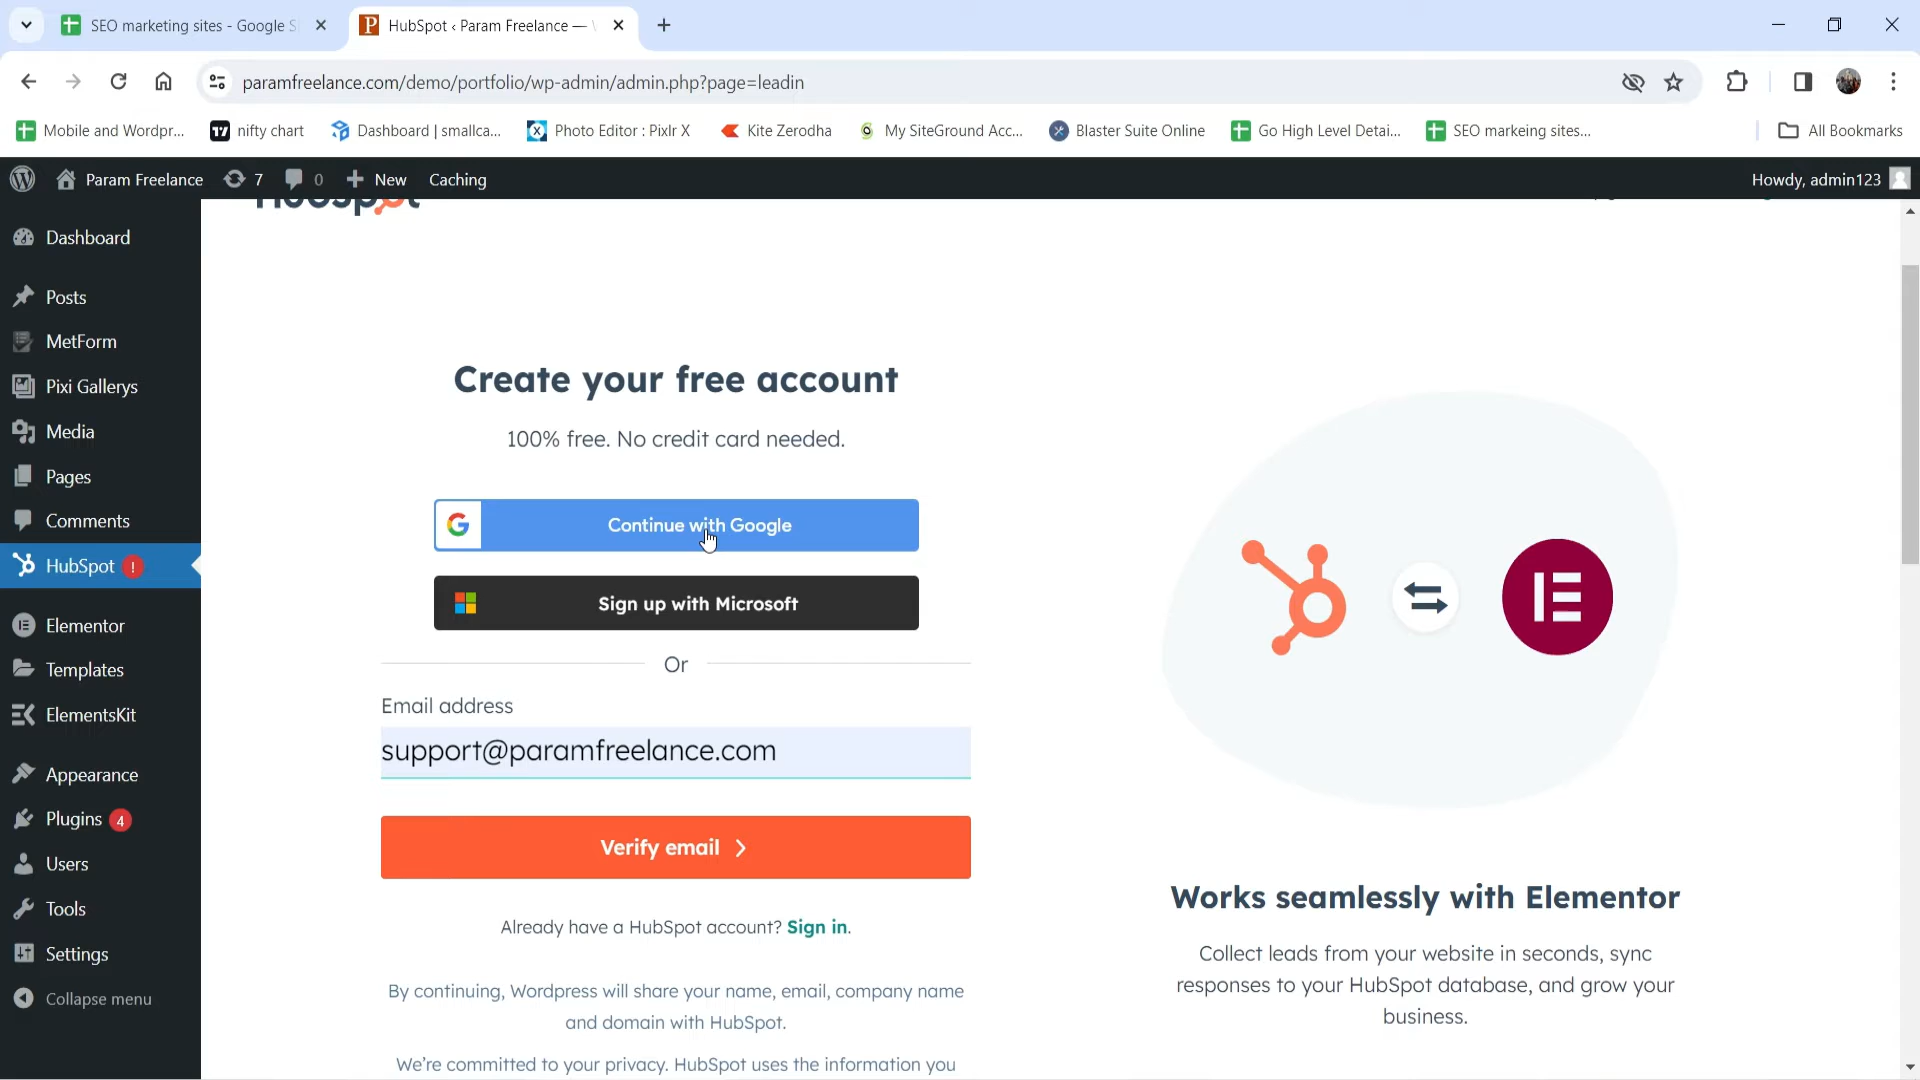 SEO marketing sites - Google S
HubSpot ‹ Param Freelance —
paramfreelance.com/demo/portfolio/wp-admin/admin.php?page=leadin
Mobile and Wordpr...
nifty chart
Dashboard | smallca...
Photo Editor : Pixlr X
Kite Zerodha
My SiteGround Acc...
Blaster Suite Online
Go High Level Detai...
SEO markeing sites...
All Bookmarks
Param Freelance
7
0
New
Caching
Howdy, admin123
HubSpot
Dashboard
Posts
MetForm
Pixi Gallerys
Media
Pages
Comments
HubSpot !
Elementor
Templates
ElementsKit
Appearance
Plugins 4
Users
Tools
Settings
Collapse menu
Create your free account
100% free. No credit card needed.
Continue with Google
Sign up with Microsoft
Or
Email address
support@paramfreelance.com
Verify email
Already have a HubSpot account? Sign in.
By continuing, Wordpress will share your name, email, company name
and domain with HubSpot.
We're committed to your privacy. HubSpot uses the information you
Works seamlessly with Elementor
Collect leads from your website in seconds, sync
responses to your HubSpot database, and grow your
business.